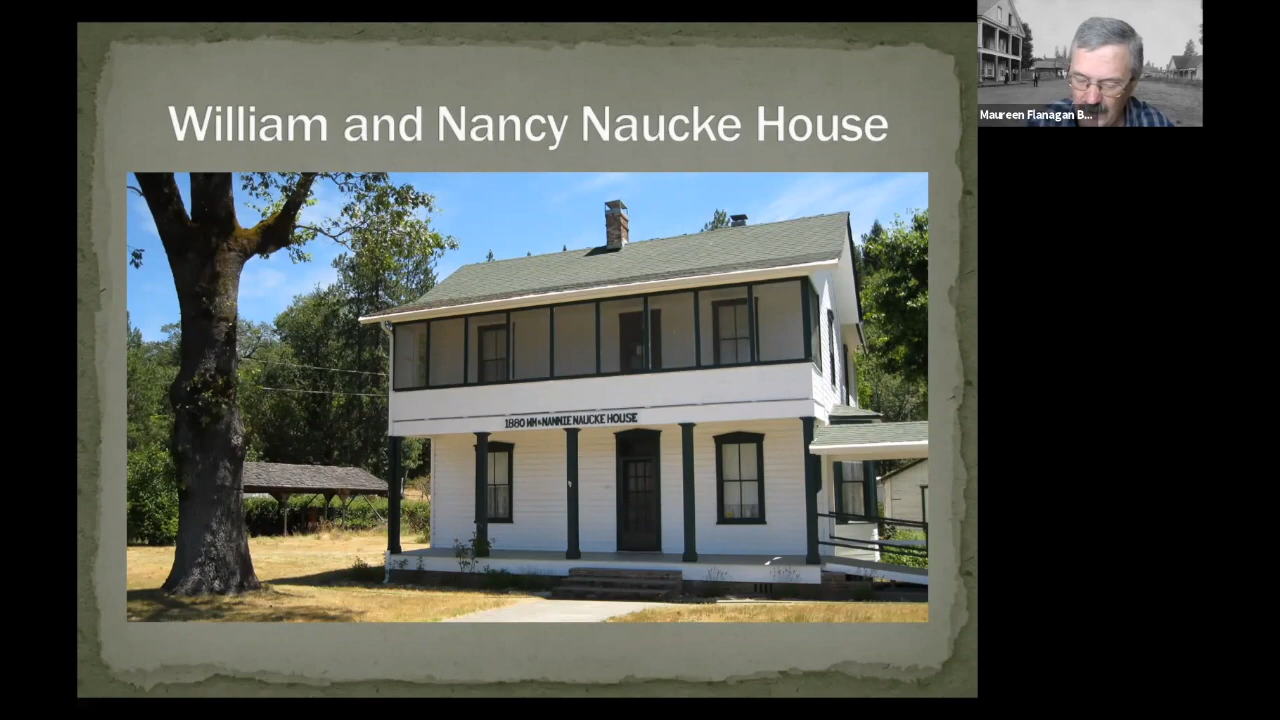 William and Nancy Naucke House
Maureen Flanagan B...
1880 WM & NANNIE NAUCKE HOUSE